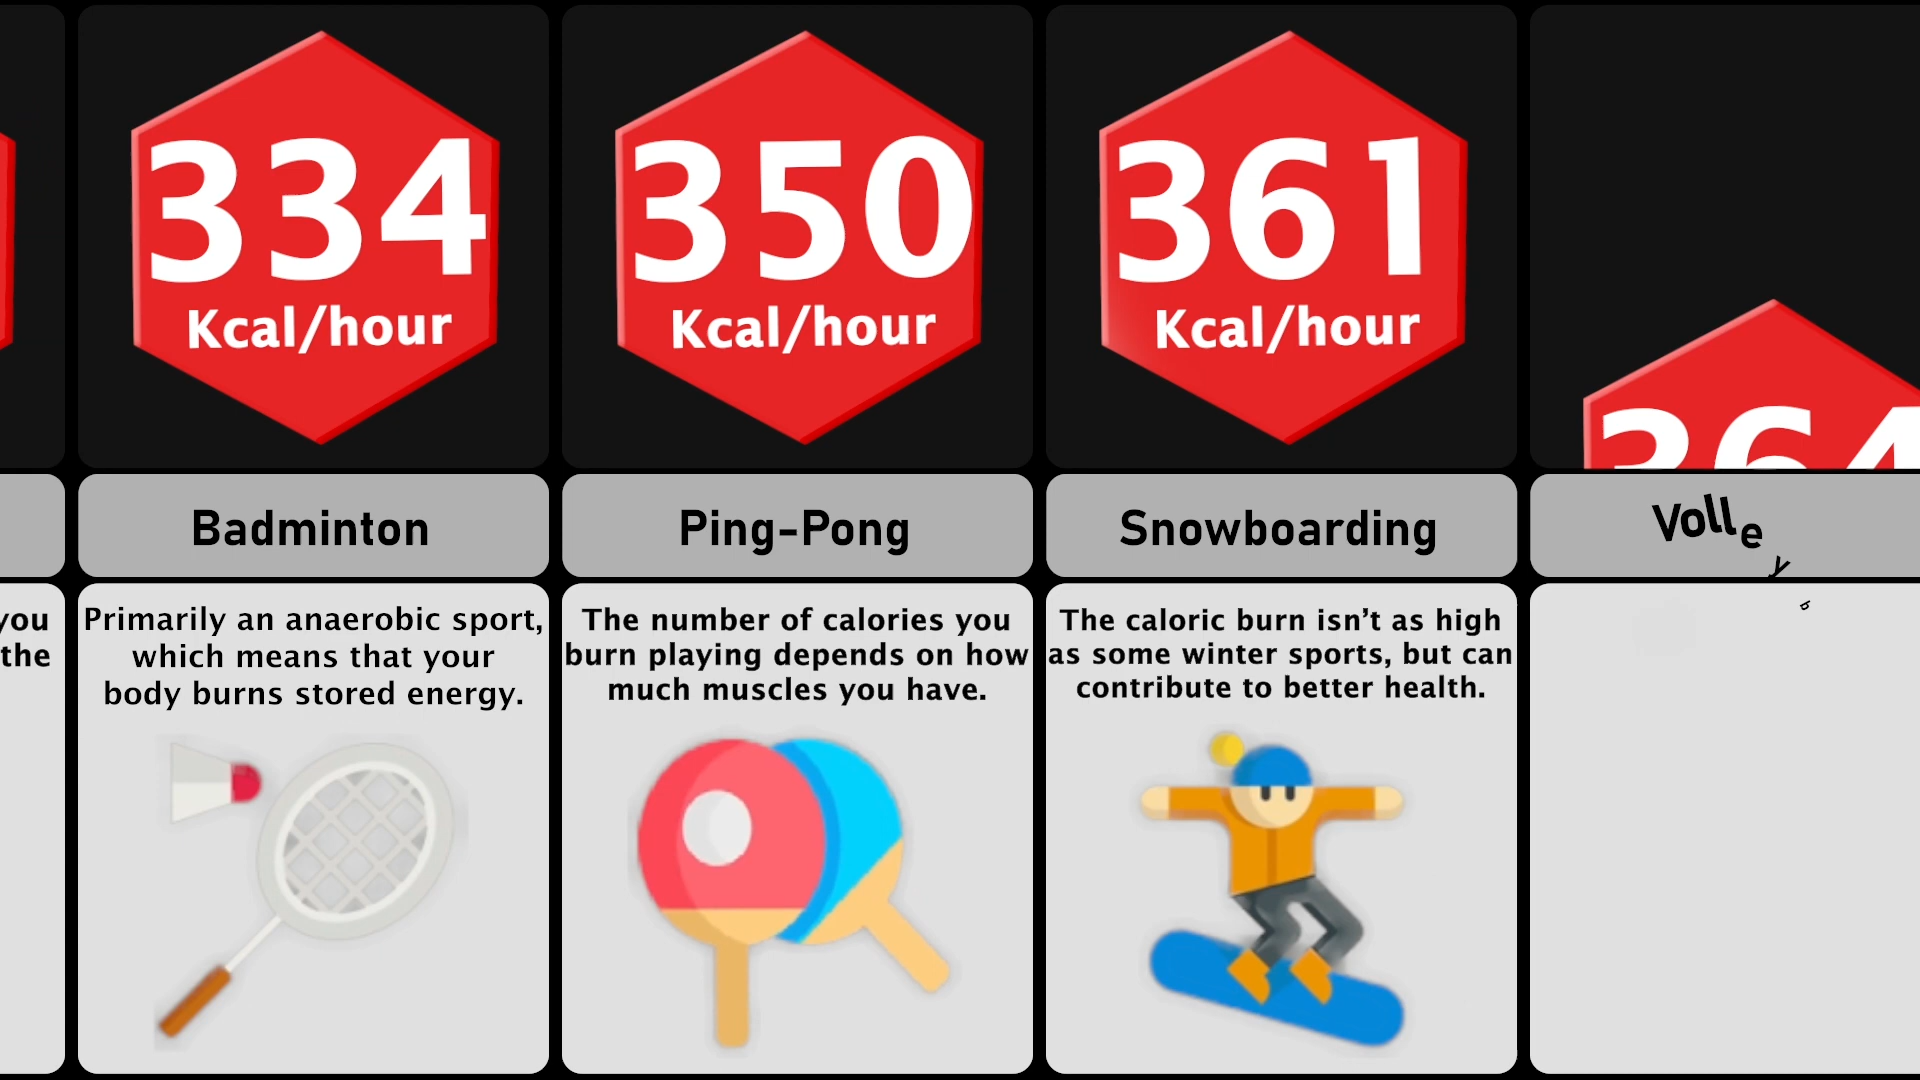 334
Kcal/hour
350
Kcal/hour
361
Kcal/hour
364
Badminton
Ping-Pong
Snowboarding
Volleyb
you
the
Primarily an anaerobic sport,
which means that your
body burns stored energy.
The number of calories you
burn playing depends on how
much muscles you have.
The caloric burn isn't as high
as some winter sports, but can
contribute to better health.